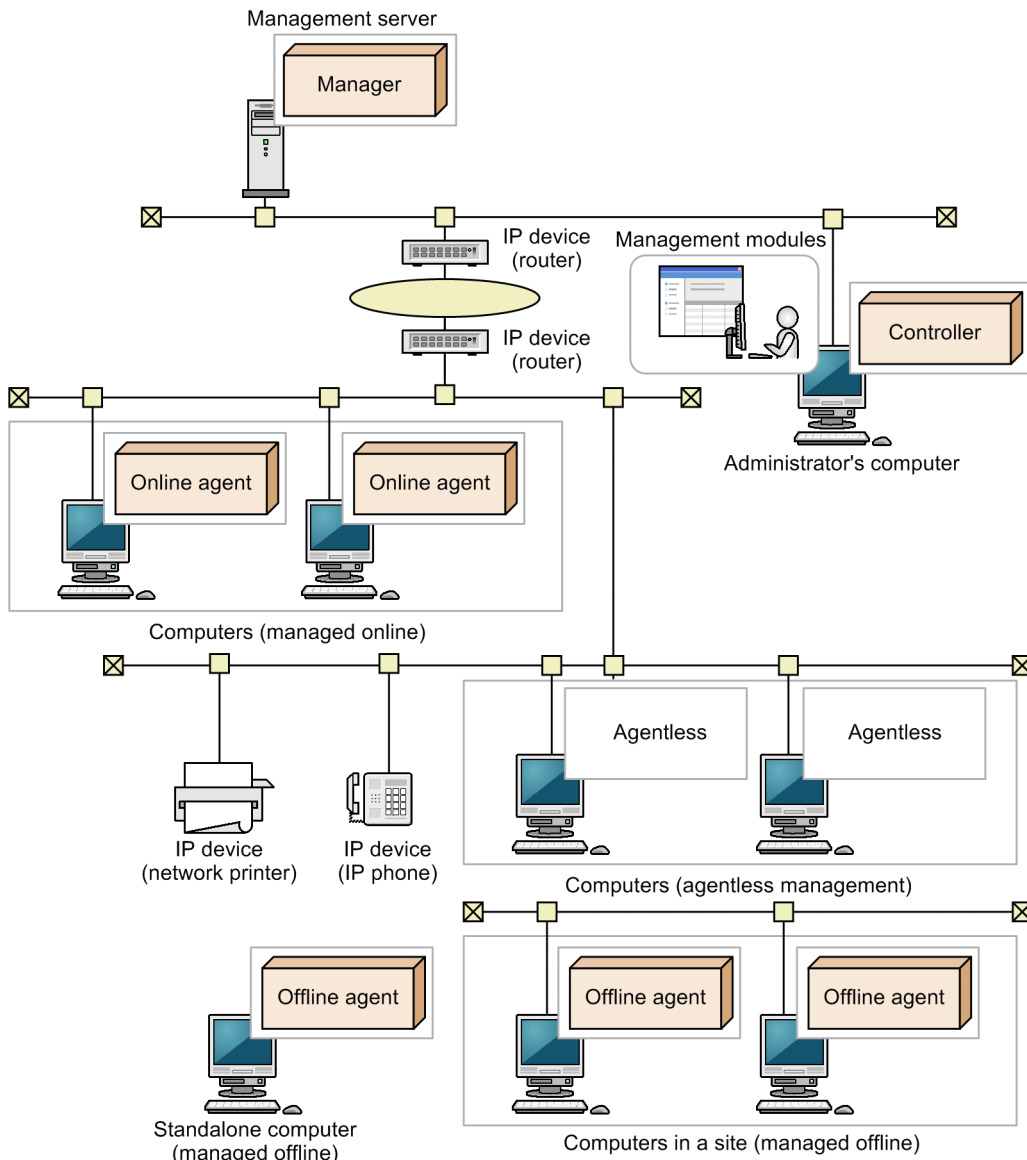 Management server
Manager
IP device
(router)
Management modules
Controller
IP device
(router)
Administrator's computer
Online agent
Online agent
Computers (managed online)
Agentless
Agentless
IP device
(network printer)
IP device
(IP phone)
Computers (agentless management)
Offline agent
Offline agent
Offline agent
Standalone computer
(managed offline)
Computers in a site (managed offline)